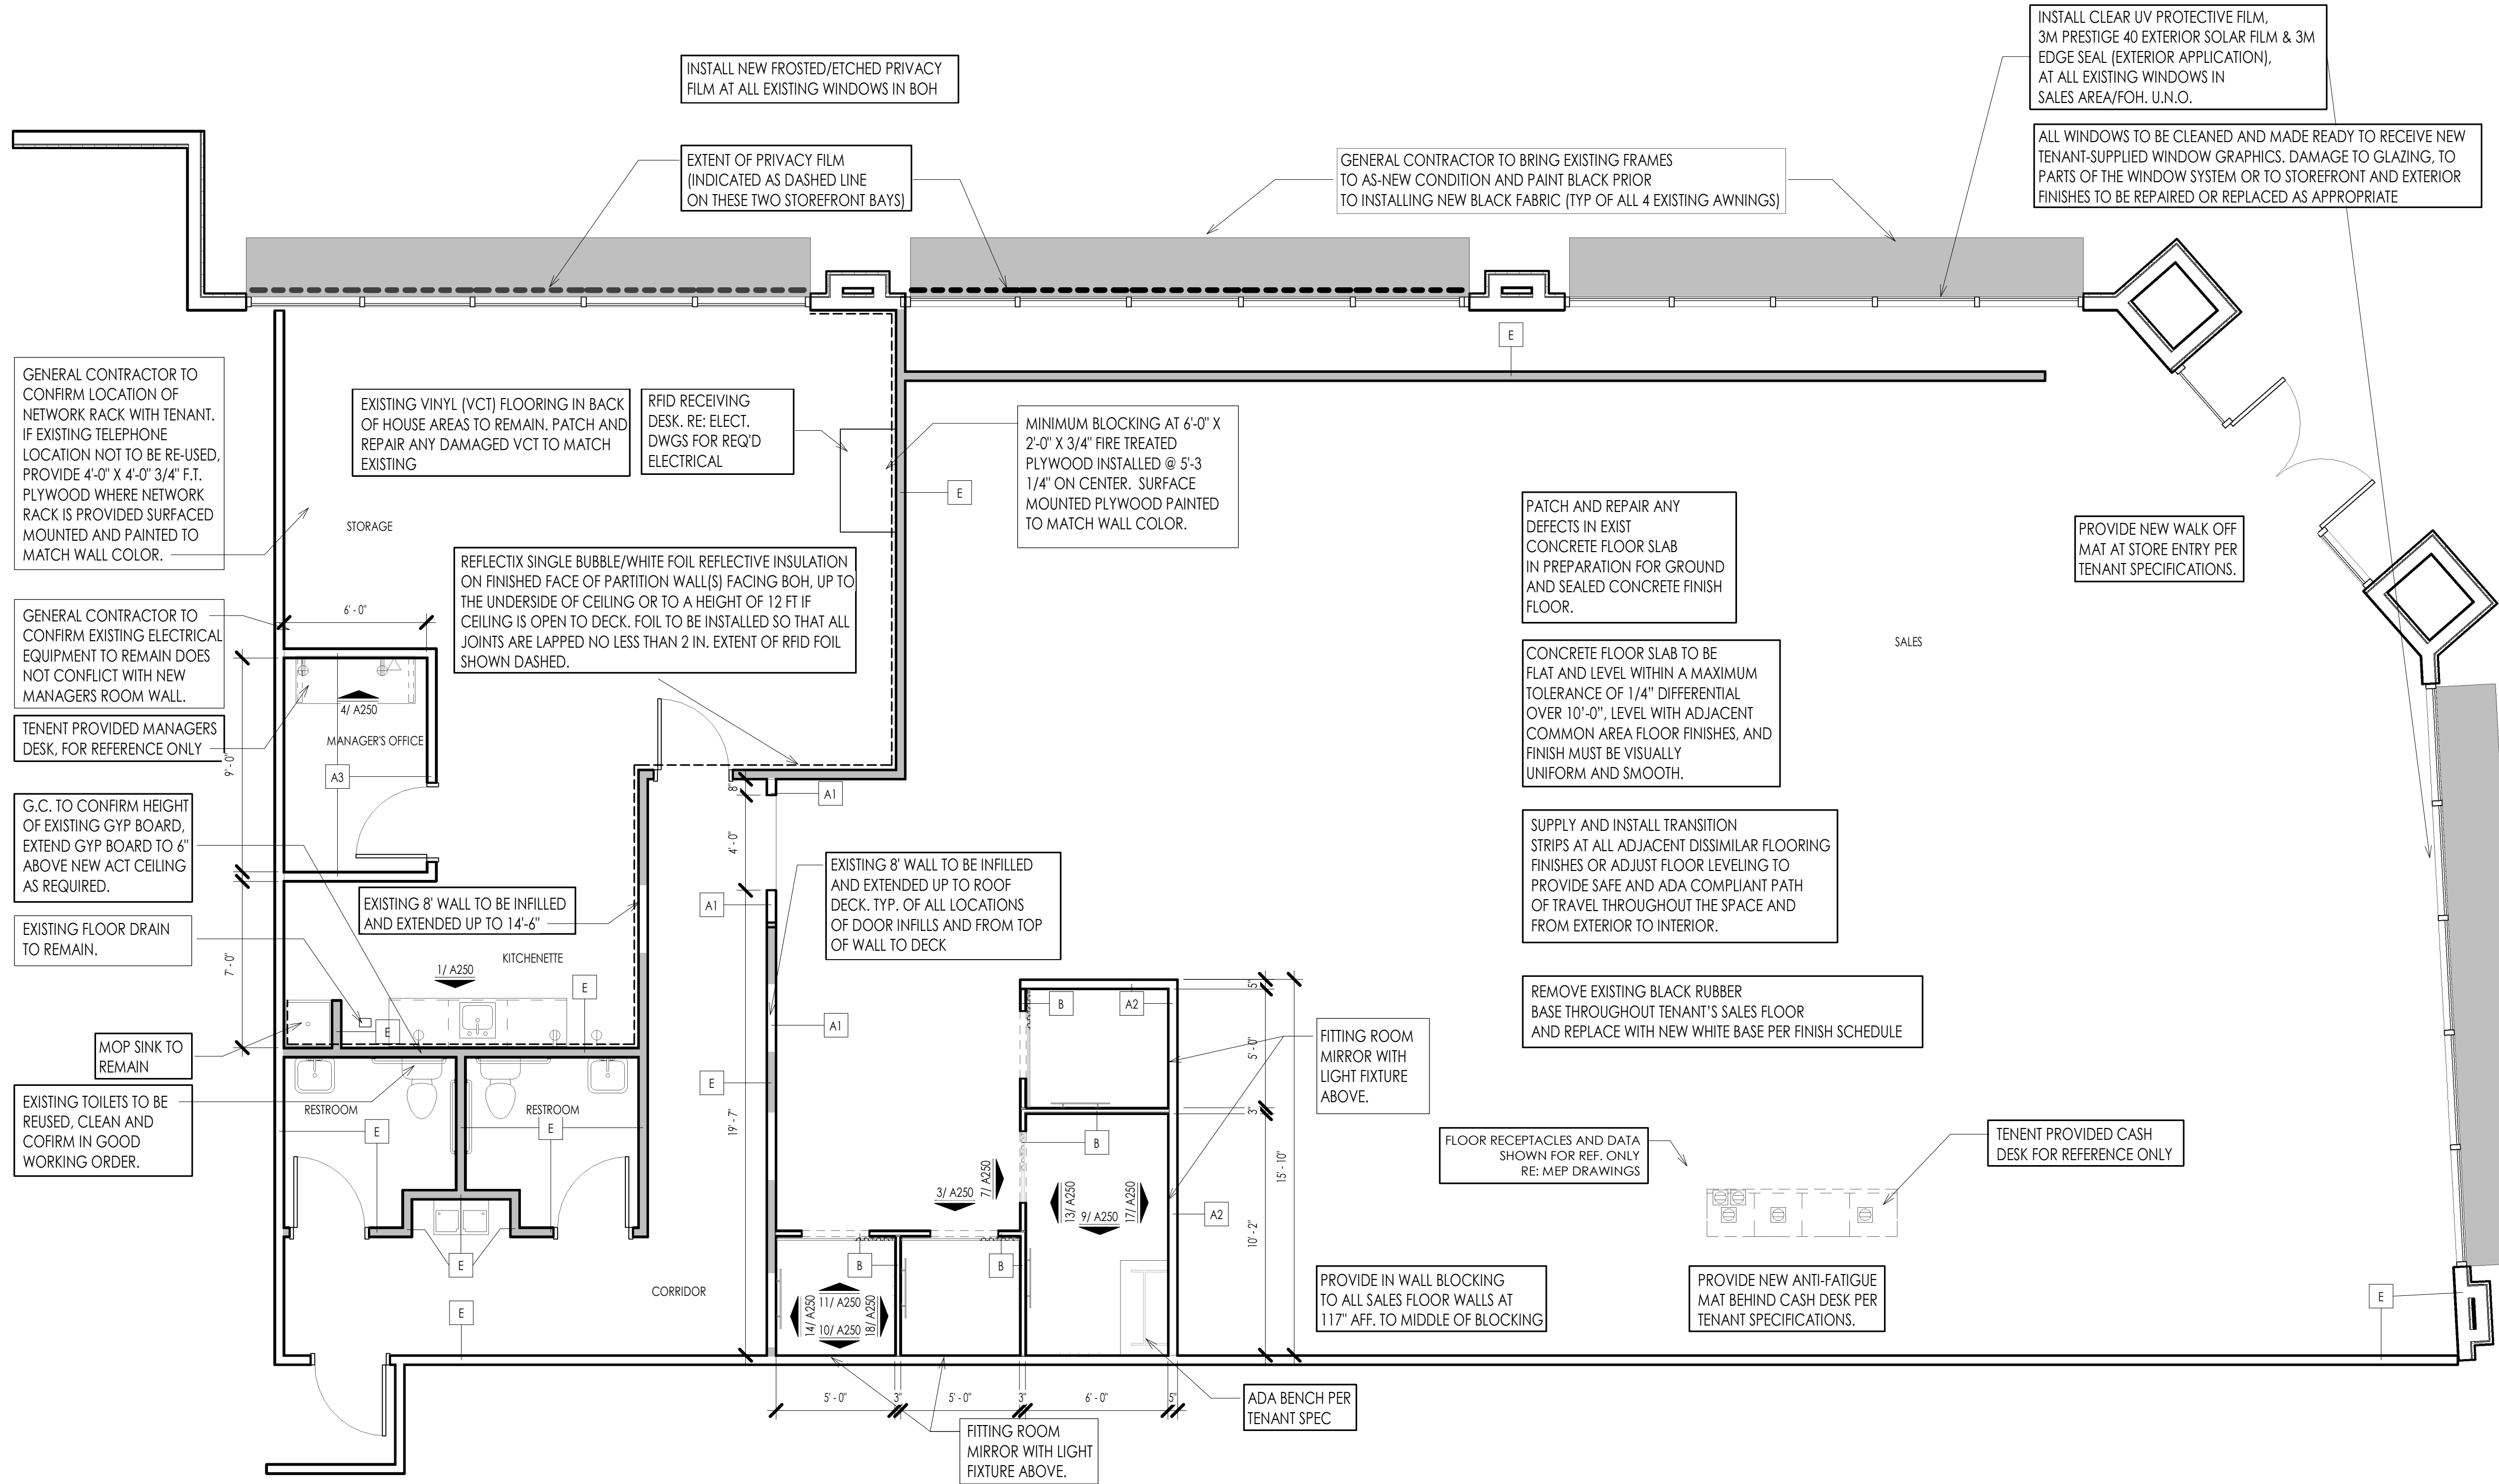 INSTALL CLEAR UV PROTECTIVE FILM,
3M PRESTIGE 40 EXTERIOR SOLAR FILM & 3M
EDGE SEAL (EXTERIOR APPLICATION),
AT ALL EXISTING WINDOWS IN
SALES AREA/FOH. U.N.O.
INSTALL NEW FROSTED/ETCHED PRIVACY
FILM AT ALL EXISTING WINDOWS IN BOH
EXTENT OF PRIVACY FILM
(INDICATED AS DASHED LINE
ON THESE TWO STOREFRONT BAYS)
GENERAL CONTRACTOR TO BRING EXISTING FRAMES
TO AS-NEW CONDITION AND PAINT BLACK PRIOR
TO INSTALLING NEW BLACK FABRIC (TYP OF ALL 4 EXISTING AWNINGS)
ALL WINDOWS TO BE CLEANED AND MADE READY TO RECEIVE NEW
TENANT-SUPPLIED WINDOW GRAPHICS. DAMAGE TO GLAZING, TO
PARTS OF THE WINDOW SYSTEM OR TO STOREFRONT AND EXTERIOR
FINISHES TO BE REPAIRED OR REPLACED AS APPROPRIATE
E
GENERAL CONTRACTOR TO
CONFIRM LOCATION OF
NETWORK RACK WITH TENANT.
IF EXISTING TELEPHONE
LOCATION NOT TO BE RE-USED,
PROVIDE 4'-0" X 4'-0" 3/4" F.T.
PLYWOOD WHERE NETWORK
RACK IS PROVIDED SURFACED
MOUNTED AND PAINTED TO
MATCH WALL COLOR.
EXISTING VINYL (VCT) FLOORING IN BACK
OF HOUSE AREAS TO REMAIN. PATCH AND
REPAIR ANY DAMAGED VCT TO MATCH
EXISTING
RFID RECEIVING
DESK. RE: ELECT.
DWGS FOR REQ'D
ELECTRICAL
MINIMUM BLOCKING AT 6'-0" X
2'-0" X 3/4" FIRE TREATED
PLYWOOD INSTALLED @ 5'-3
1/4" ON CENTER. SURFACE
MOUNTED PLYWOOD PAINTED
TO MATCH WALL COLOR.
E
STORAGE
PATCH AND REPAIR ANY
DEFECTS IN EXIST
CONCRETE FLOOR SLAB
IN PREPARATION FOR GROUND
AND SEALED CONCRETE FINISH
FLOOR.
PROVIDE NEW WALK OFF
MAT AT STORE ENTRY PER
TENANT SPECIFICATIONS.
REFLECTIX SINGLE BUBBLE/WHITE FOIL REFLECTIVE INSULATION
ON FINISHED FACE OF PARTITION WALL(S) FACING BOH, UP TO
THE UNDERSIDE OF CEILING OR TO A HEIGHT OF 12 FT IF
CEILING IS OPEN TO DECK. FOIL TO BE INSTALLED SO THAT ALL
JOINTS ARE LAPPED NO LESS THAN 2 IN. EXTENT OF RFID FOIL
SHOWN DASHED.
6' - 0"
GENERAL CONTRACTOR TO
CONFIRM EXISTING ELECTRICAL
EQUIPMENT TO REMAIN DOES
NOT CONFLICT WITH NEW
MANAGERS ROOM WALL.
SALES
CONCRETE FLOOR SLAB TO BE
FLAT AND LEVEL WITHIN A MAXIMUM
TOLERANCE OF 1/4" DIFFERENTIAL
OVER 10'-0", LEVEL WITH ADJACENT
COMMON AREA FLOOR FINISHES, AND
FINISH MUST BE VISUALLY
UNIFORM AND SMOOTH.
4/ A250
TENENT PROVIDED MANAGERS
DESK, FOR REFERENCE ONLY
MANAGER'S OFFICE
9' - 0"
A3
8"
A1
G.C. TO CONFIRM HEIGHT
OF EXISTING GYP BOARD,
EXTEND GYP BOARD TO 6"
ABOVE NEW ACT CEILING
AS REQUIRED.
4' - 0"
SUPPLY AND INSTALL TRANSITION
STRIPS AT ALL ADJACENT DISSIMILAR FLOORING
FINISHES OR ADJUST FLOOR LEVELING TO
PROVIDE SAFE AND ADA COMPLIANT PATH
OF TRAVEL THROUGHOUT THE SPACE AND
FROM EXTERIOR TO INTERIOR.
EXISTING 8' WALL TO BE INFILLED
AND EXTENDED UP TO ROOF
DECK. TYP. OF ALL LOCATIONS
OF DOOR INFILLS AND FROM TOP
OF WALL TO DECK
EXISTING 8' WALL TO BE INFILLED
AND EXTENDED UP TO 14'-6"
A1
EXISTING FLOOR DRAIN
TO REMAIN.
7' - 0"
KITCHENETTE
1/ A250
E
E
5"
B
A2
A1
REMOVE EXISTING BLACK RUBBER
BASE THROUGHOUT TENANT'S SALES FLOOR
AND REPLACE WITH NEW WHITE BASE PER FINISH SCHEDULE
MOP SINK TO
REMAIN
FITTING ROOM
MIRROR WITH
LIGHT FIXTURE
ABOVE.
5' - 0"
E
EXISTING TOILETS TO BE
REUSED, CLEAN AND
COFIRM IN GOOD
WORKING ORDER.
RESTROOM
RESTROOM
E
E
19' - 7"
3"
B
FLOOR RECEPTACLES AND DATA
SHOWN FOR REF. ONLY
RE: MEP DRAWINGS
TENENT PROVIDED CASH
DESK FOR REFERENCE ONLY
15' - 10"
3/ A250
7/ A250
13/ A250
9/ A250
17/ A250
A2
10' - 2"
E
B
B
CORRIDOR
E
14/ A250
11/ A250
10/ A250
18/ A250
PROVIDE IN WALL BLOCKING
TO ALL SALES FLOOR WALLS AT
117" AFF. TO MIDDLE OF BLOCKING
PROVIDE NEW ANTI-FATIGUE
MAT BEHIND CASH DESK PER
TENANT SPECIFICATIONS.
E
5' - 0"
3"
5' - 0"
3"
6' - 0"
5"
ADA BENCH PER
TENANT SPEC
FITTING ROOM
MIRROR WITH LIGHT
FIXTURE ABOVE.